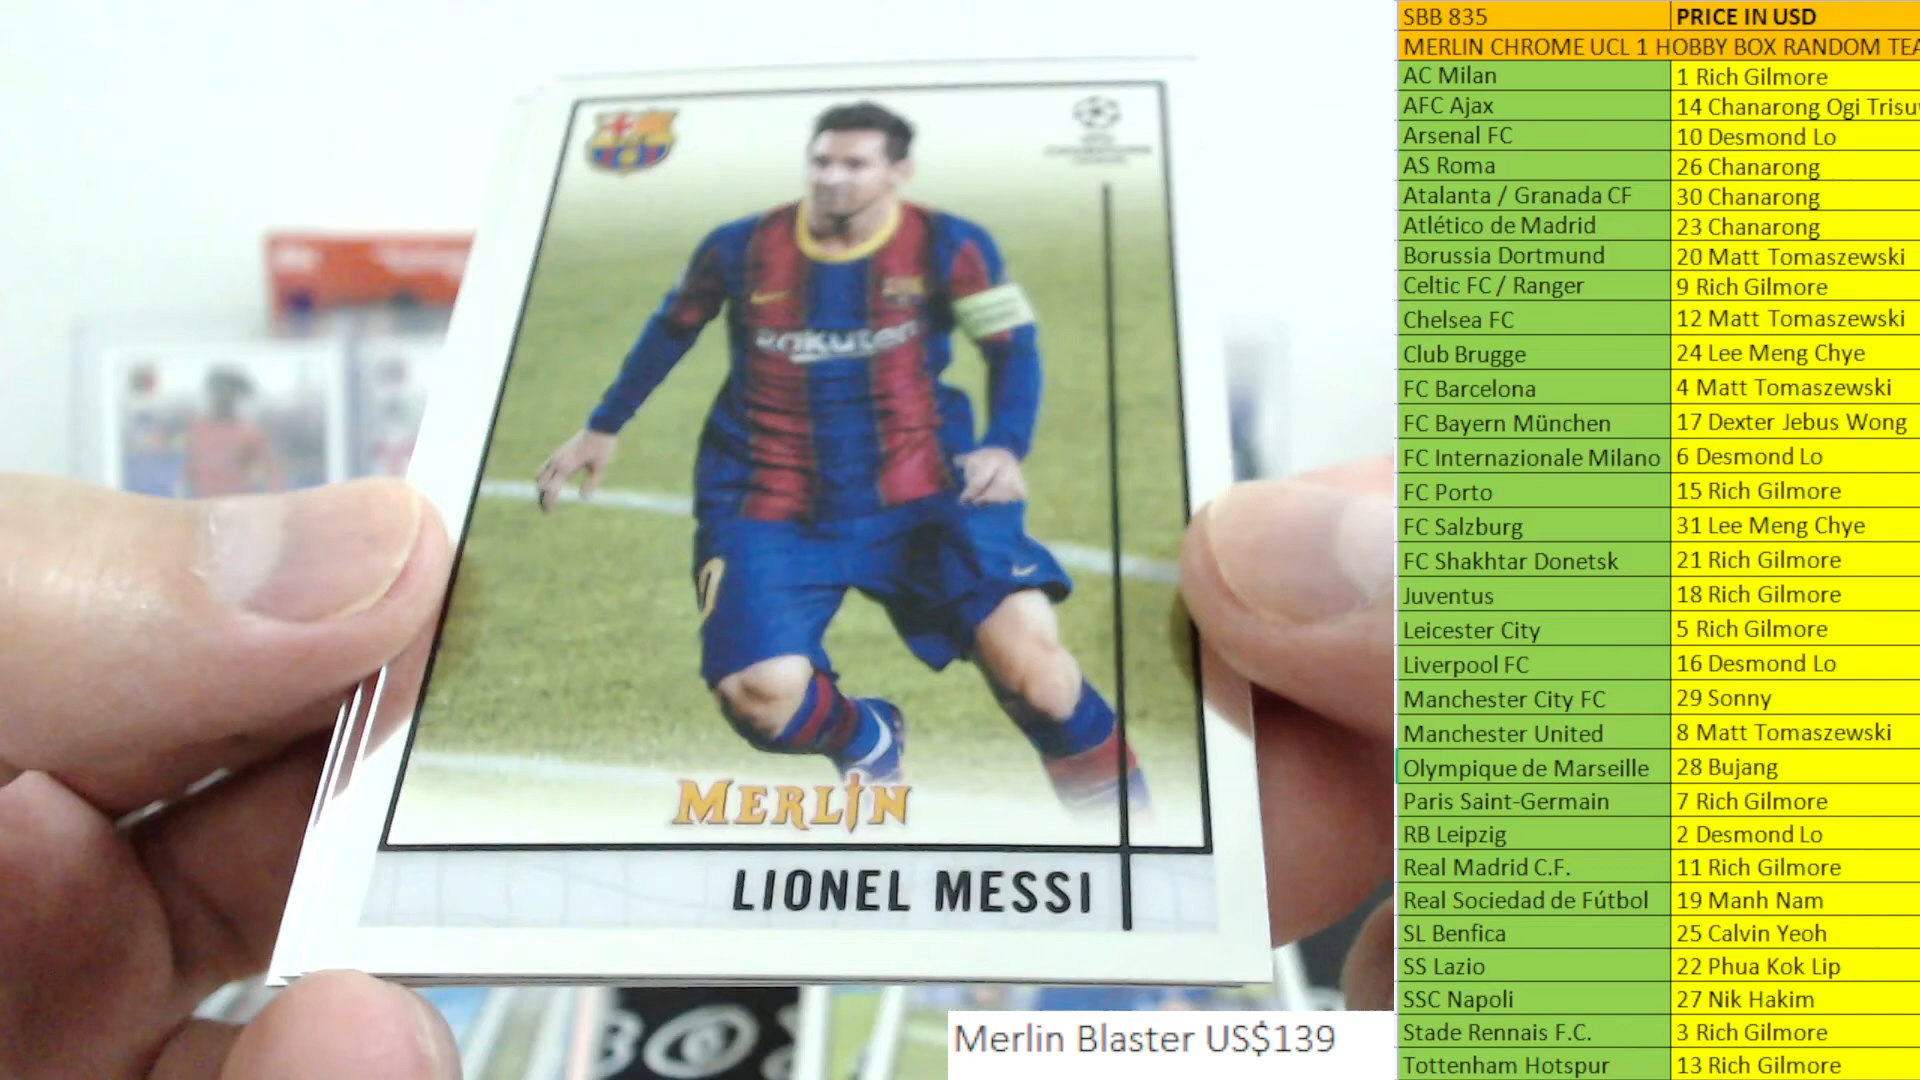 Rakuten
MERLIN
LIONEL MESSI
Merlin Blaster US$139
SBB 835 PRICE IN USD
MERLIN CHROME UCL 1 HOBBY BOX RANDOM TEA
AC Milan 1 Rich Gilmore
AFC Ajax 14 Chanarong Ogi Trisuw
Arsenal FC 10 Desmond Lo
AS Roma 26 Chanarong
Atalanta / Granada CF 30 Chanarong
Atlético de Madrid 23 Chanarong
Borussia Dortmund 20 Matt Tomaszewski
Celtic FC / Ranger 9 Rich Gilmore
Chelsea FC 12 Matt Tomaszewski
Club Brugge 24 Lee Meng Chye
FC Barcelona 4 Matt Tomaszewski
FC Bayern München 17 Dexter Jebus Wong
FC Internazionale Milano 6 Desmond Lo
FC Porto 15 Rich Gilmore
FC Salzburg 31 Lee Meng Chye
FC Shakhtar Donetsk 21 Rich Gilmore
Juventus 18 Rich Gilmore
Leicester City 5 Rich Gilmore
Liverpool FC 16 Desmond Lo
Manchester City FC 29 Sonny
Manchester United 8 Matt Tomaszewski
Olympique de Marseille 28 Bujang
Paris Saint-Germain 7 Rich Gilmore
RB Leipzig 2 Desmond Lo
Real Madrid C.F. 11 Rich Gilmore
Real Sociedad de Fútbol 19 Manh Nam
SL Benfica 25 Calvin Yeoh
SS Lazio 22 Phua Kok Lip
SSC Napoli 27 Nik Hakim
Stade Rennais F.C. 3 Rich Gilmore
Tottenham Hotspur 13 Rich Gilmore